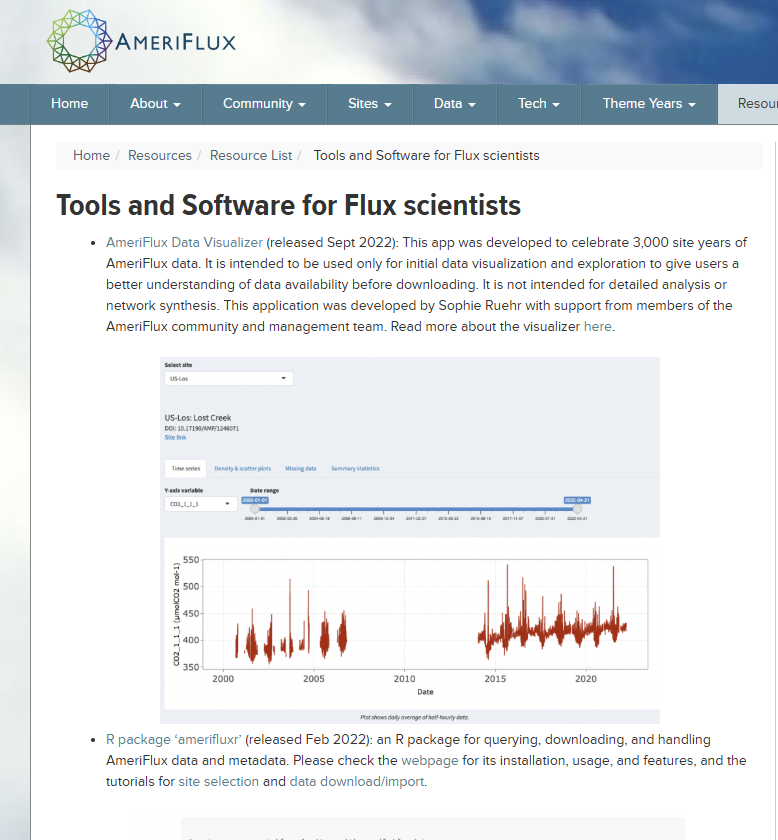 AMERIFLUX
Home About Community Sites Data Tech Theme Years Resour
Home / Resources / Resource List / Tools and Software for Flux scientists
Tools and Software for Flux scientists
• AmeriFlux Data Visualizer (released Sept 2022): This app was developed to celebrate 3,000 site years of
AmeriFlux data. It is intended to be used only for initial data visualization and exploration to give users a
better understanding of data availability before downloading. It is not intended for detailed analysis or
network synthesis. This application was developed by Sophie Ruehr with support from members of the
AmeriFlux community and management team. Read more about the visualizer here.
Select site
US-Los
US-Los: Lost Creek
DOI: 10.17190/AMF/1246071
Site link
Time series Density & scatter plots Missing data Summary statistics
Y-axis variable Date range
2000-01-01 2022-04-21
CO2_1_1_1
CO2_1_1_1 (µmolCO2 mol-1)
550
500
450
400
350
2000 2005 2010 2015 2020
Date
Plot shows daily average of half-hourly data.
• R package ‘amerifluxr’ (released Feb 2022): an R package for querying, downloading, and handling
AmeriFlux data and metadata. Please check the webpage for its installation, usage, and features, and the
tutorials for site selection and data download/import.